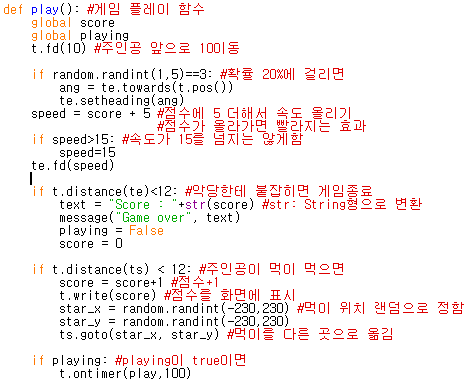 def play(): #게임 플레이 함수
    global score
    global playing
    t.fd(10) #주인공 앞으로 10이동

    if random.randint(1,5)==3: #확률 20%에 걸리면
        ang = te.towards(t.pos())
        te.setheading(ang)
    speed = score + 5 #점수에 5 더해서 속도 올리기
                      #점수가 올라가면 빨라지는 효과
    if speed>15: #속도가 15를 넘지는 않게함
        speed=15
    te.fd(speed)

    if t.distance(te)<12: #악당한테 붙잡히면 게임종료
        text = "Score : "+str(score) #str: String형으로 변환
        message("Game over", text)
        playing = False
        score = 0

    if t.distance(ts) < 12: #주인공이 먹이 먹으면
        score = score+1 #점수+1
        t.write(score) #점수를 화면에 표시
        star_x = random.randint(-230,230) #먹이 위치 랜덤으로 정함
        star_y = random.randint(-230,230)
        ts.goto(star_x, star_y) #먹이를 다른 곳으로 옮김

    if playing: #playing이 true이면
        t.ontimer(play,100)